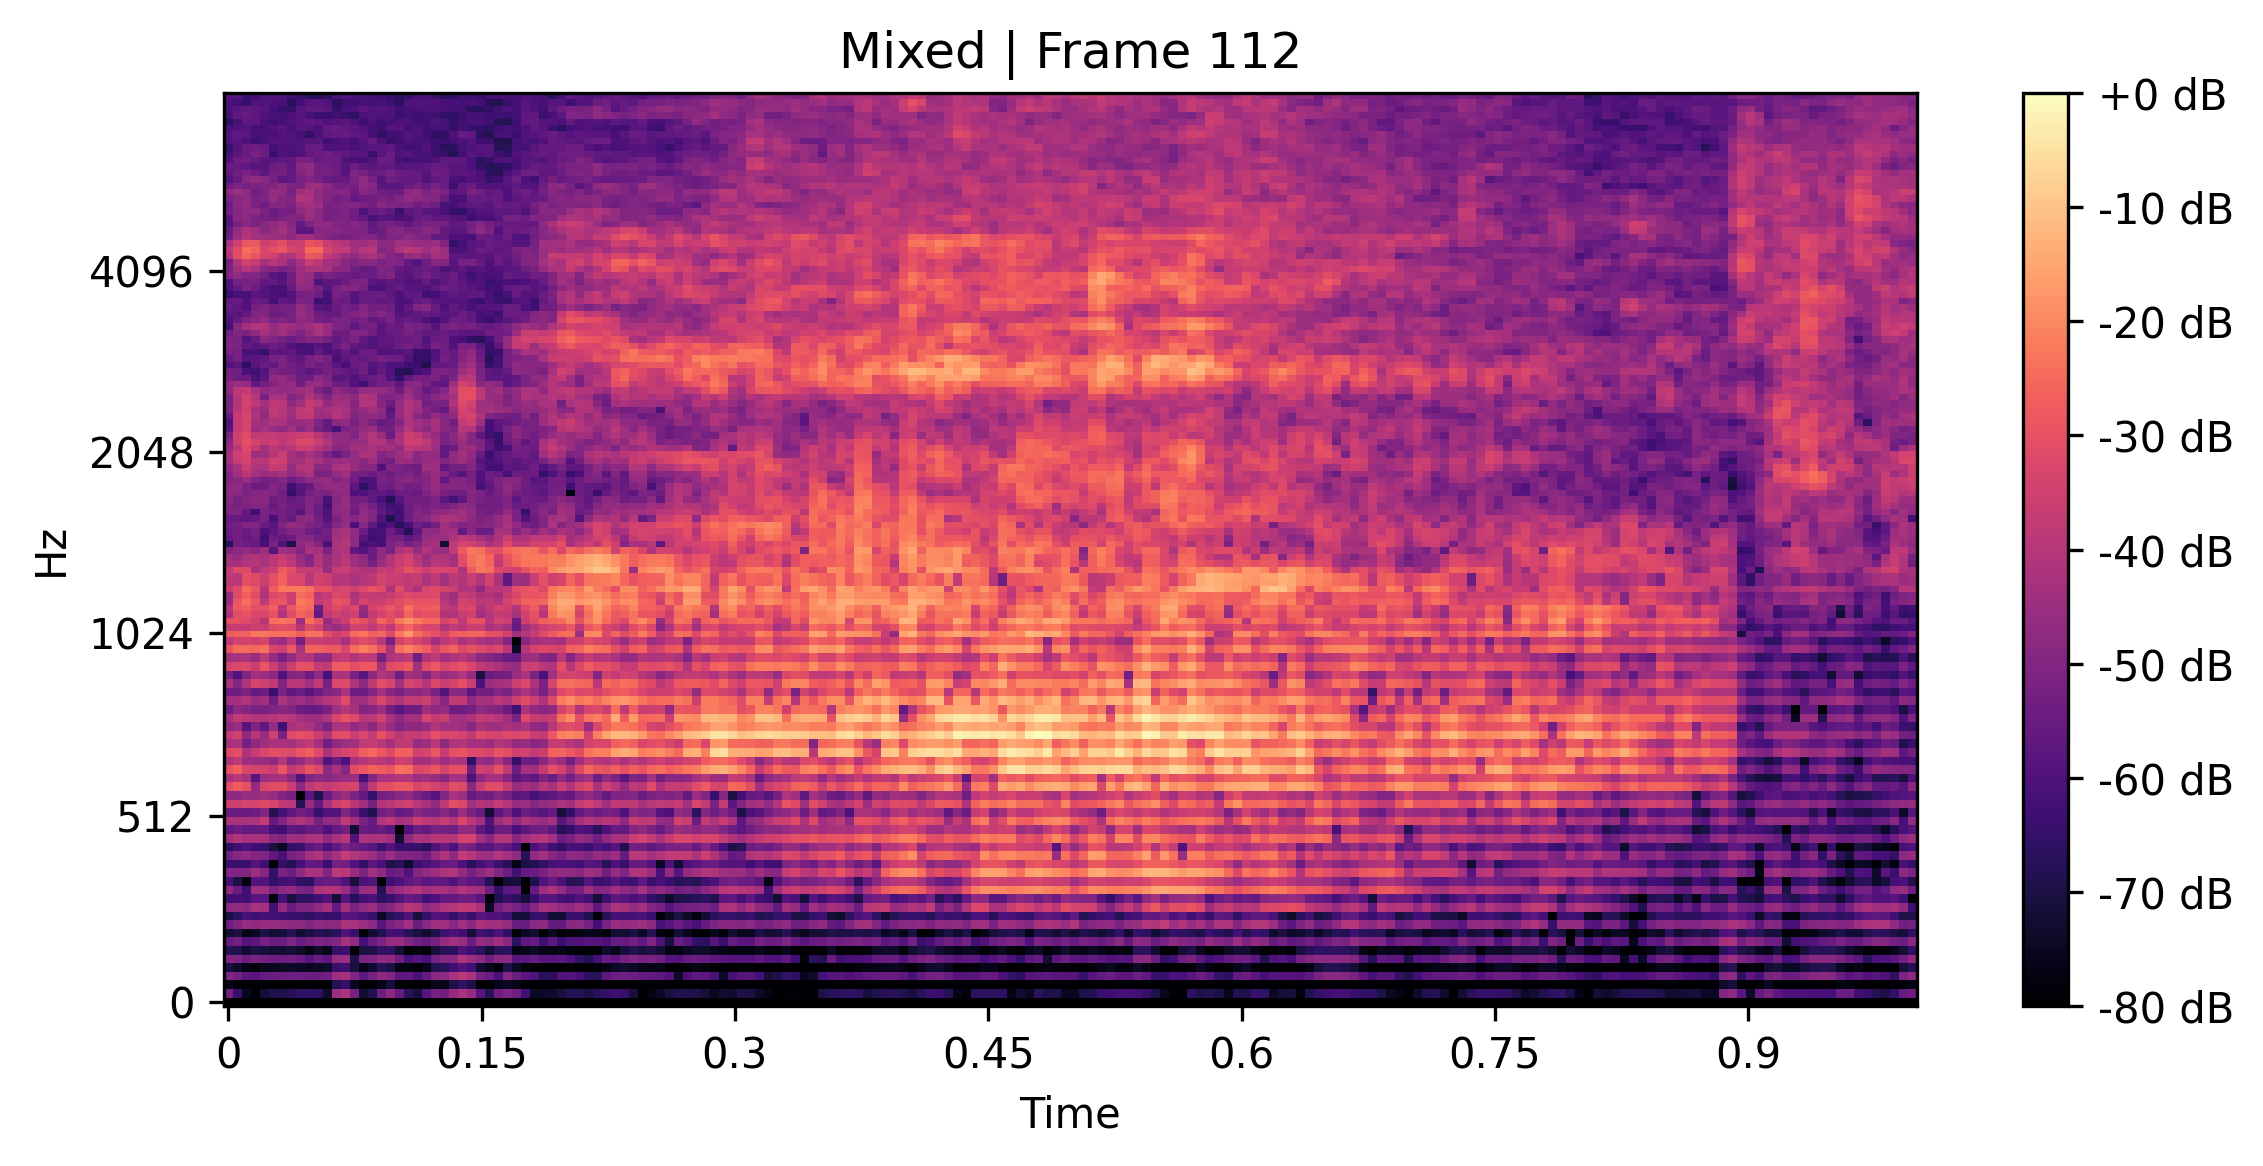 Mixed | Frame 112
+0 dB
-10 dB
-20 dB
-30 dB
-40 dB
-50 dB
-60 dB
-70 dB
-80 dB
4096
2048
1024
512
0
Hz
0 0.15 0.3 0.45 0.6 0.75 0.9
Time